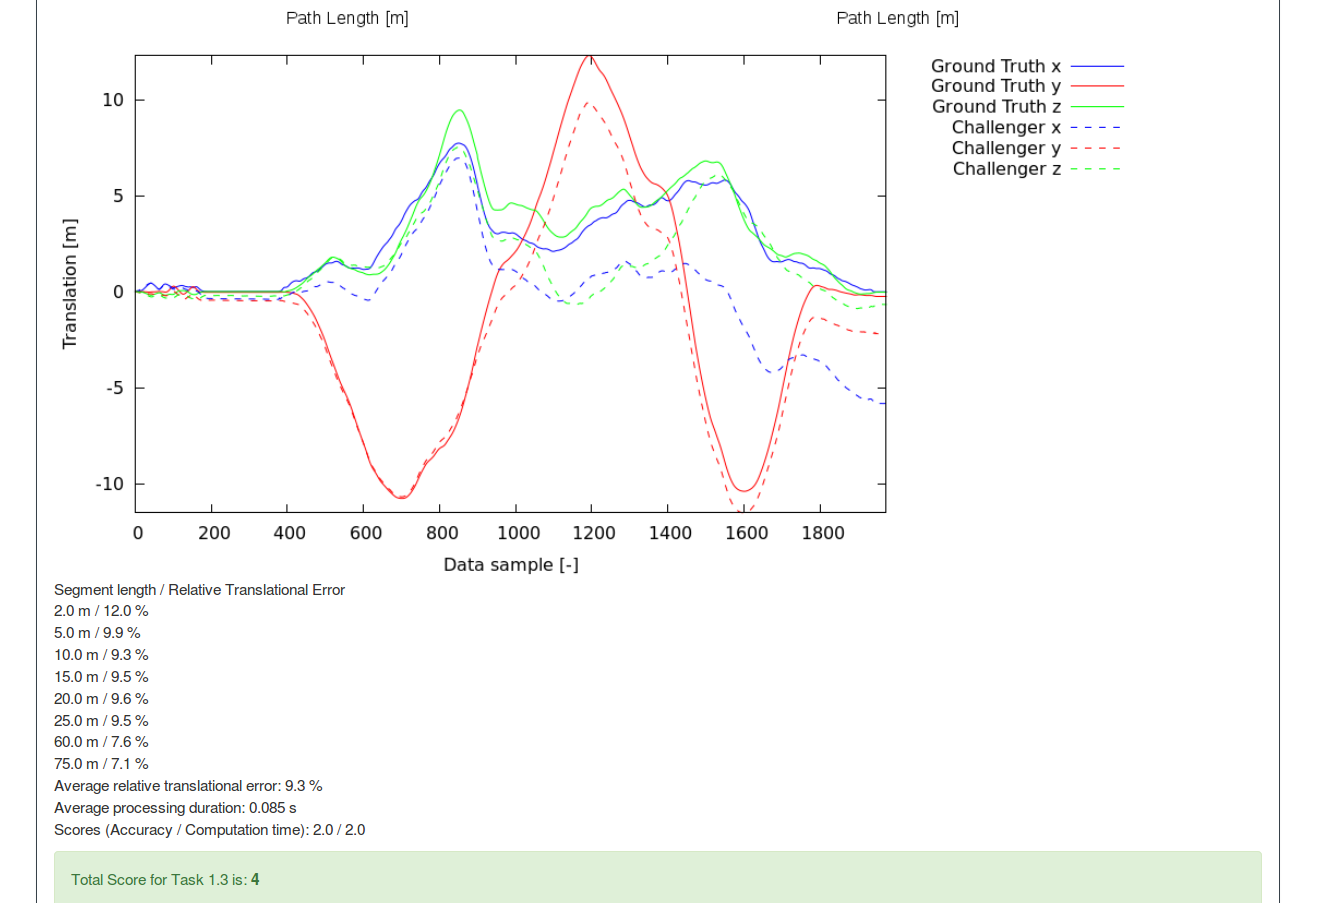 Path Length [m] Path Length [m]
Ground Truth x
Ground Truth y
Ground Truth z
Challenger x
Challenger y
Challenger z
10
5
0
-5
-10
Translation [m]
0 200 400 600 800 1000 1200 1400 1600 1800
Data sample [-]
Segment length / Relative Translational Error
2.0 m / 12.0 %
5.0 m / 9.9 %
10.0 m / 9.3 %
15.0 m / 9.5 %
20.0 m / 9.6 %
25.0 m / 9.5 %
60.0 m / 7.6 %
75.0 m / 7.1 %
Average relative translational error: 9.3 %
Average processing duration: 0.085 s
Scores (Accuracy / Computation time): 2.0 / 2.0
Total Score for Task 1.3 is: 4